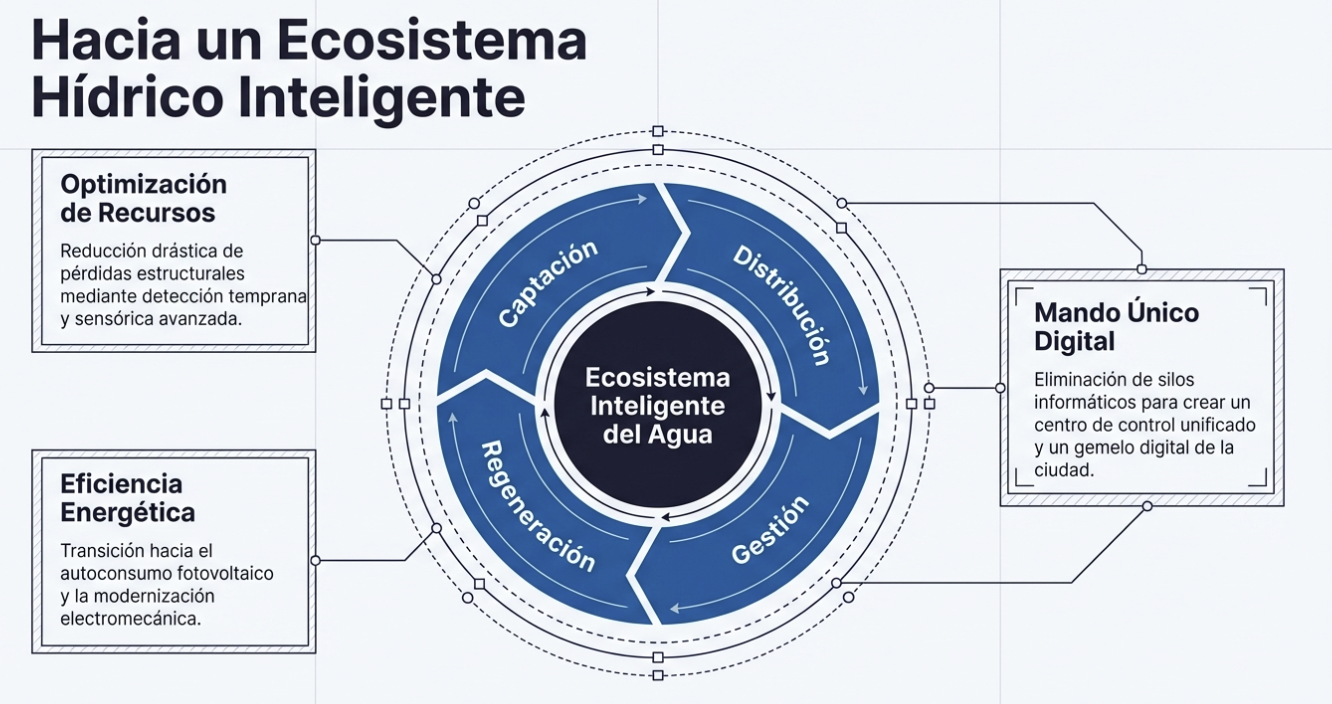 Hacia un Ecosistema
Hídrico Inteligente
Optimización
de Recursos
Reducción drástica de
pérdidas estructurales
mediante detección temprana
y sensórica avanzada.
Eficiencia
Energética
Transición hacia el
autoconsumo fotovoltaico
y la modernización
electromecánica.
Captación
Distribución
Gestión
Regeneración
Ecosistema
Inteligente
del Agua
Mando Único
Digital
Eliminación de silos
informáticos para crear un
centro de control unificado
y un gemelo digital de la
ciudad.